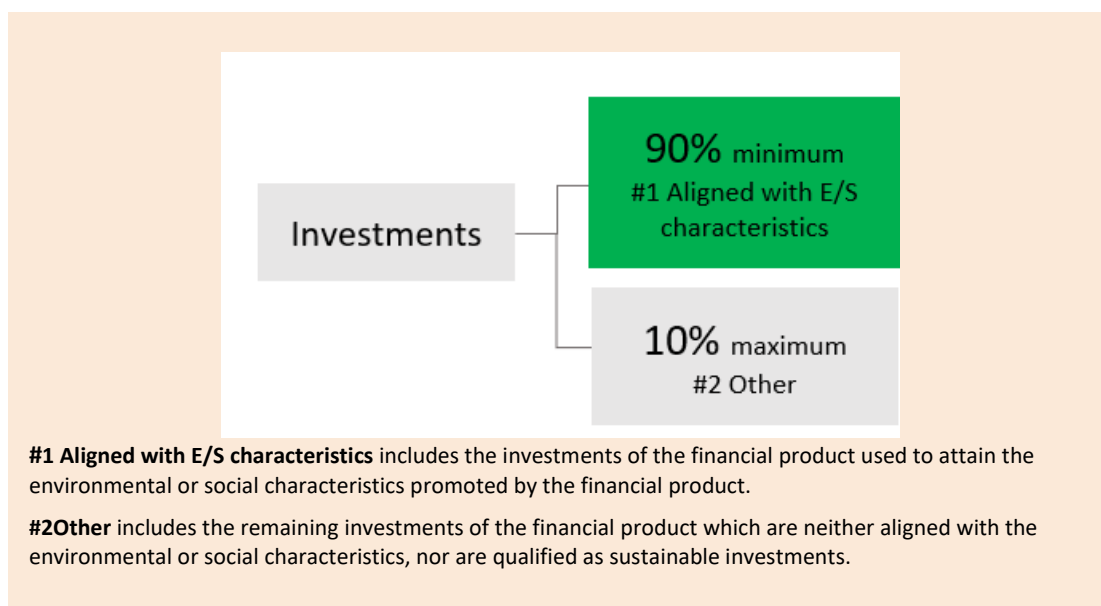 90% minimum
#1 Aligned with E/S
characteristics
Investments
10% maximum
#2 Other
#1 Aligned with E/S characteristics includes the investments of the financial product used to attain the
environmental or social characteristics promoted by the financial product.
#2Other includes the remaining investments of the financial product which are neither aligned with the
environmental or social characteristics, nor are qualified as sustainable investments.